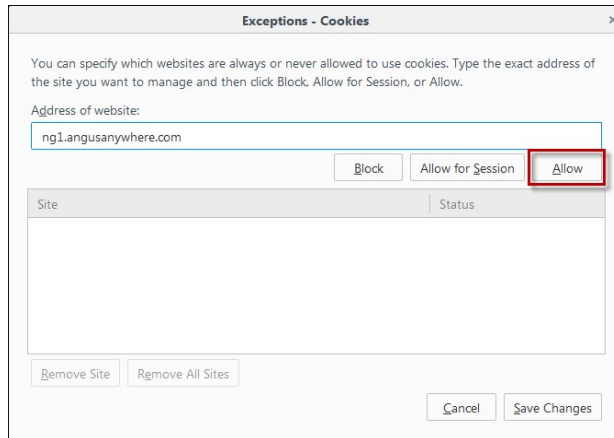 Exceptions - Cookies
You can specify which websites are always or never allowed to use cookies. Type the exact address of
the site you want to manage and then click Block, Allow for Session, or Allow.
Address of website:
ng1.angusanywhere.com
Block Allow for Session Allow
Site Status
Remove Site Remove All Sites
Cancel Save Changes